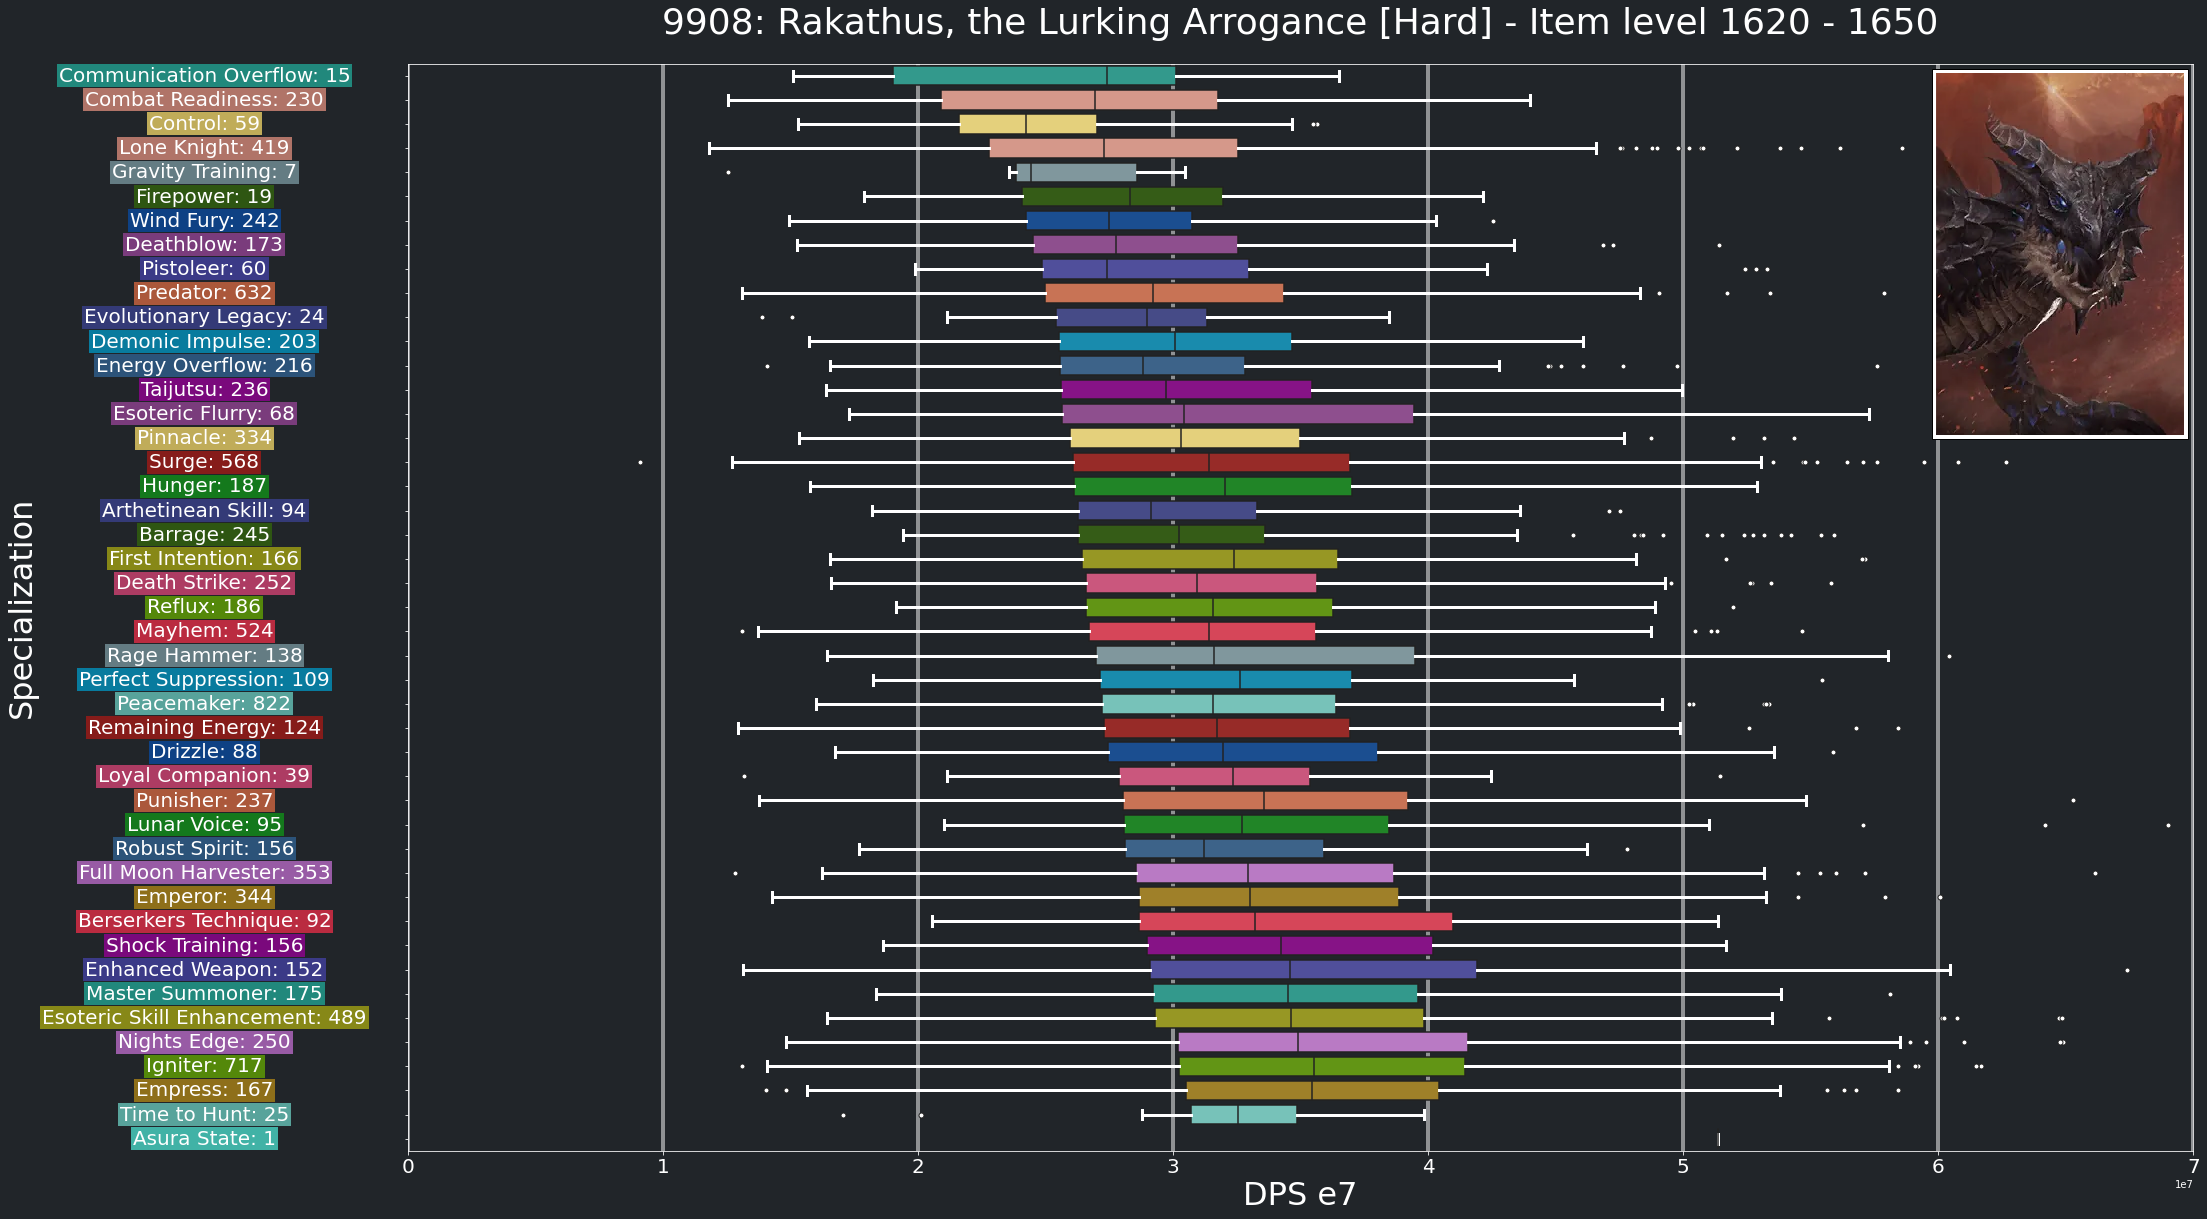 9908: Rakathus, the Lurking Arrogance [Hard] - Item level 1620 - 1650
Specialization
Communication Overflow: 15
Combat Readiness: 230
Control: 59
Lone Knight: 419
Gravity Training: 7
Firepower: 19
Wind Fury: 242
Deathblow: 173
Pistoleer: 60
Predator: 632
Evolutionary Legacy: 24
Demonic Impulse: 203
Energy Overflow: 216
Taijutsu: 236
Esoteric Flurry: 68
Pinnacle: 334
Surge: 568
Hunger: 187
Arthetinean Skill: 94
Barrage: 245
First Intention: 166
Death Strike: 252
Reflux: 186
Mayhem: 524
Rage Hammer: 138
Perfect Suppression: 109
Peacemaker: 822
Remaining Energy: 124
Drizzle: 88
Loyal Companion: 39
Punisher: 237
Lunar Voice: 95
Robust Spirit: 156
Full Moon Harvester: 353
Emperor: 344
Berserkers Technique: 92
Shock Training: 156
Enhanced Weapon: 152
Master Summoner: 175
Esoteric Skill Enhancement: 489
Nights Edge: 250
Igniter: 717
Empress: 167
Time to Hunt: 25
Asura State: 1
0 1 2 3 4 5 6 7
1e7
DPS e7